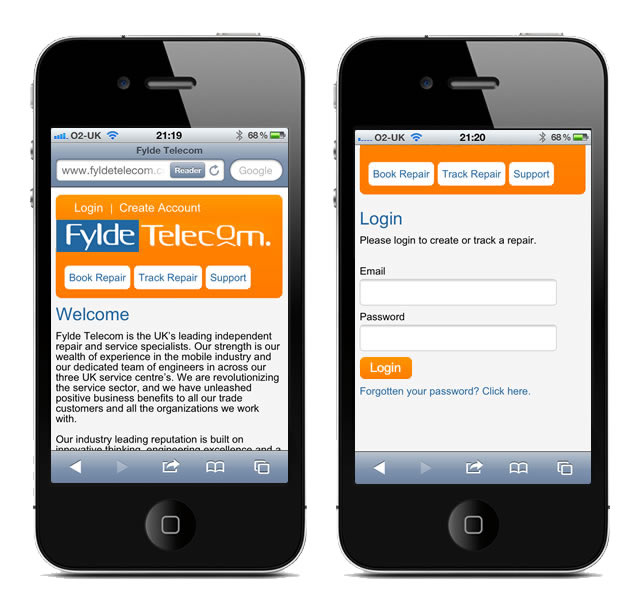 O2-UK 21:19 68 %
Fylde Telecom
www.fyldetelecom.c Reader Google
Login | Create Account
Fylde Telecom.
Book Repair Track Repair Support
Welcome
Fylde Telecom is the UK's leading independent
repair and service specialists. Our strength is our
wealth of experience in the mobile industry and
our dedicated team of engineers in across our
three UK service centre's. We are revolutionizing
the service sector, and we have unleashed
positive business benefits to all our trade
customers and all the organizations we work
with.
Our industry leading reputation is built on
innovative thinking, engineering excellence and a
O2-UK 21:20 68 %
Book Repair Track Repair Support
Login
Please login to create or track a repair.
Email
Password
Login
Forgotten your password? Click here.